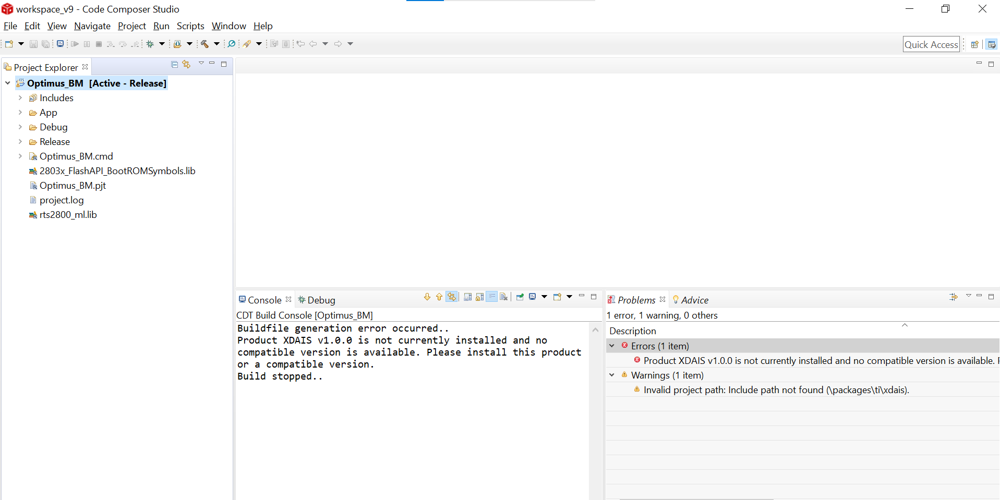 workspace_v9 - Code Composer Studio
File Edit View Navigate Project Run Scripts Window Help
Quick Access
Project Explorer
Optimus_BM [Active - Release]
Includes
App
Debug
Release
Optimus_BM.cmd
2803x_FlashAPI_BootROMSymbols.lib
Optimus_BM.pjt
project.log
rts2800_ml.lib
Console Debug
CDT Build Console [Optimus_BM]
Buildfile generation error occurred..
Product XDAIS v1.0.0 is not currently installed and no
compatible version is available. Please install this product
or a compatible version.
Build stopped..
Problems Advice
1 error, 1 warning, 0 others
Description
Errors (1 item)
Product XDAIS v1.0.0 is not currently installed and no compatible version is available.
Warnings (1 item)
Invalid project path: Include path not found (\packages\ti\xdais).